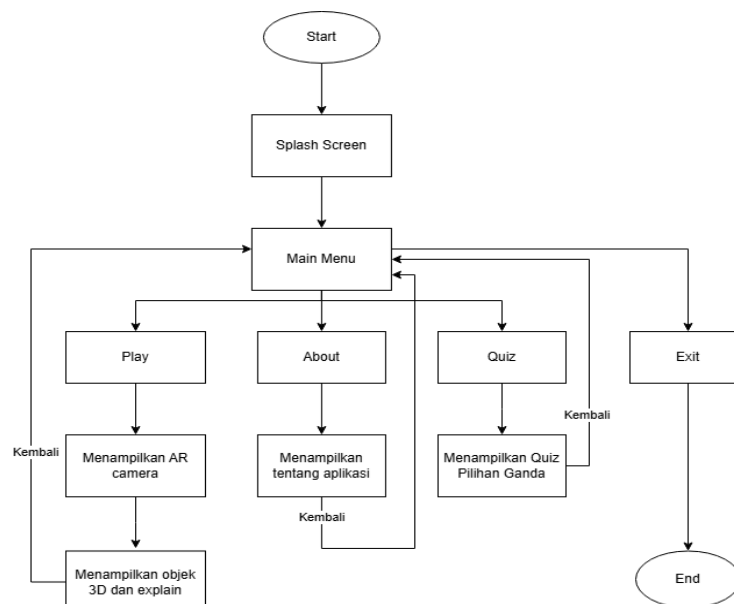 Start
Splash Screen
Main Menu
Play
About
Quiz
Exit
Kembali
Kembali
Menampilkan AR
camera
Menampilkan
tentang aplikasi
Menampilkan Quiz
Pilihan Ganda
Kembali
Menampilkan objek
3D dan explain
End